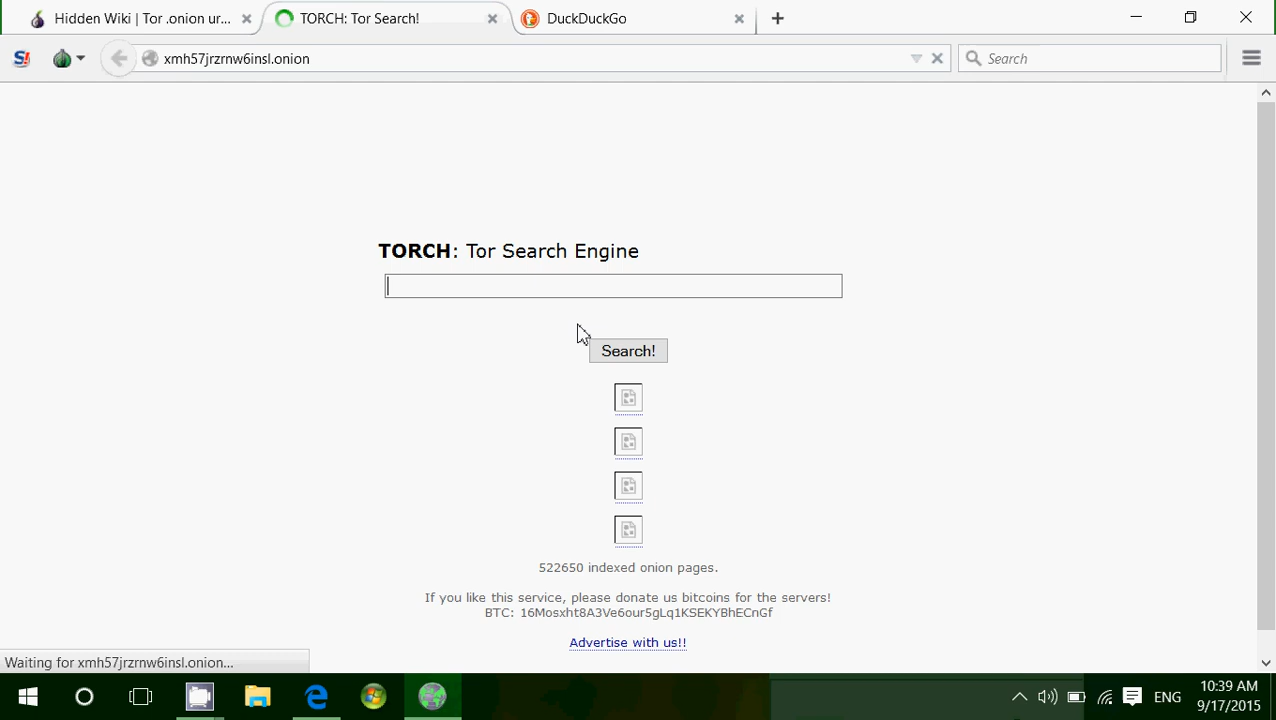 Hidden Wiki | Tor .onion ur...
TORCH: Tor Search!
DuckDuckGo
S!
xmh57jrzrnw6insl.onion
Search
TORCH: Tor Search Engine
Search!
522650 indexed onion pages.
If you like this service, please donate us bitcoins for the servers!
BTC: 16Mosxht8A3Ve6our5gLq1KSEKYBhECnGf
Advertise with us!!
Waiting for xmh57jrzrnw6insl.onion...
ENG
10:39 AM
9/17/2015